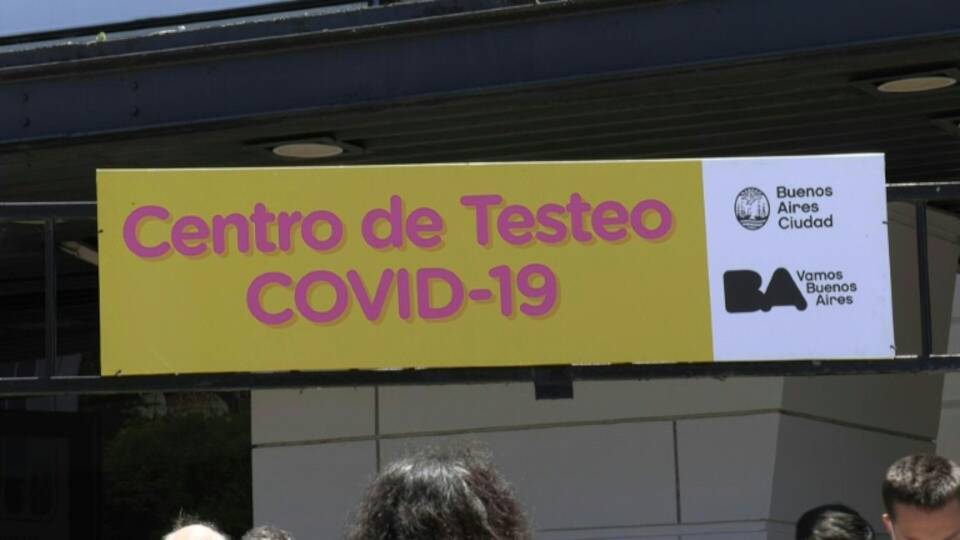 Centro de Testeo
COVID-19
Buenos
Aires
Ciudad
BA
Vamos
Buenos
Aires